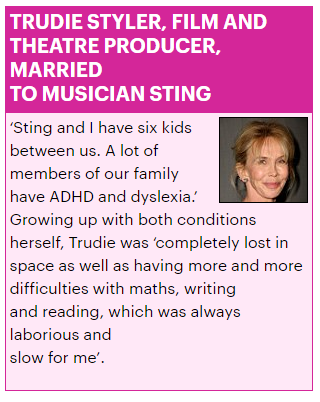 TRUDIE STYLER, FILM AND
THEATRE PRODUCER,
MARRIED
TO MUSICIAN STING
‘Sting and I have six kids
between us. A lot of
members of our family
have ADHD and dyslexia.’
Growing up with both conditions
herself, Trudie was ‘completely lost in
space as well as having more and more
difficulties with maths, writing
and reading, which was always
laborious and
slow for me’.